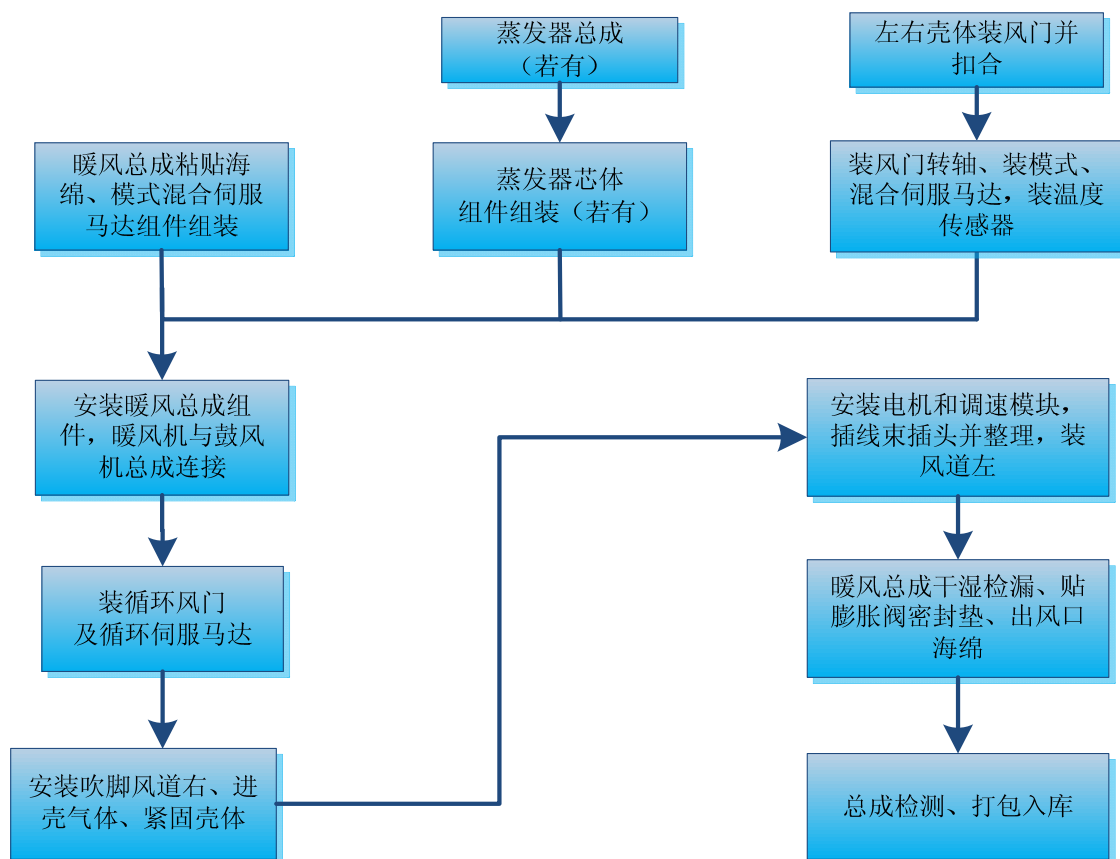 蒸发器总成
（若有）
左右壳体装风门并
扣合
暖风总成粘贴海
绵、模式混合伺服
马达组件组装
蒸发器芯体
组件组装（若有）
装风门转轴、装模式、
混合伺服马达，装温度
传感器
安装暖风总成组
件，暖风机与鼓风
机总成连接
装循环风门
及循环伺服马达
安装吹脚风道右、进
壳气体、紧固壳体
安装电机和调速模块，
插线束插头并整理，装
风道左
暖风总成干湿检漏、贴
膨胀阀密封垫、出风口
海绵
总成检测、打包入库